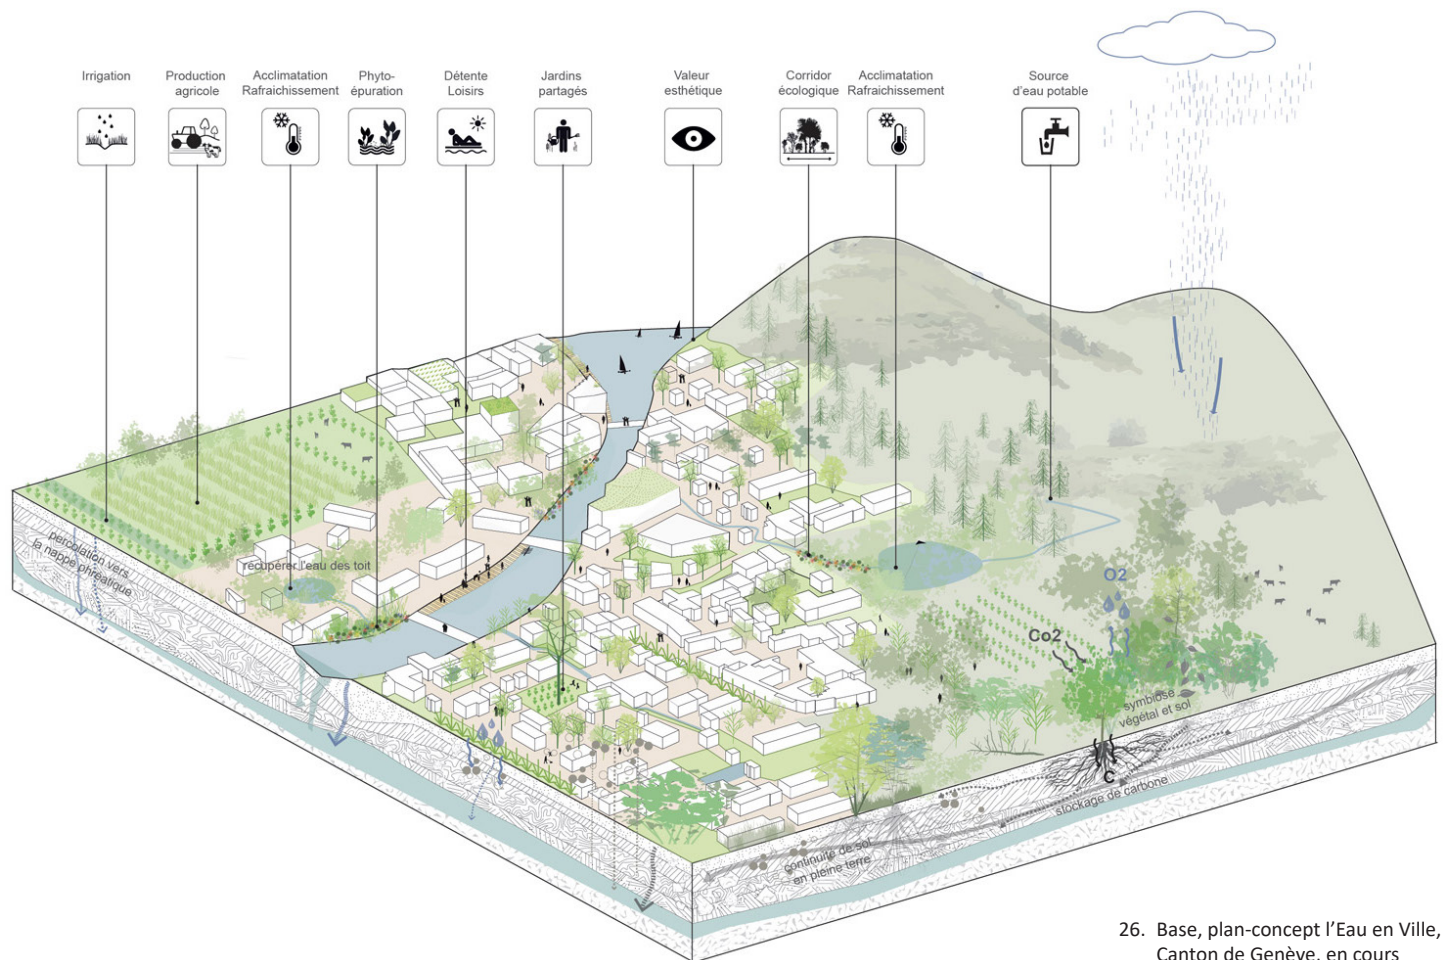 Irrigation
Production
agricole
Acclimatation
Rafraichissement
Phyto-
épuration
Détente
Loisirs
Jardins
partagés
Valeur
esthétique
Corridor
écologique
Acclimatation
Rafraichissement
Source
d'eau potable
percolation vers
la nappe phréatique
récupérer l'eau des toit
O2
Co2
symbiose
végétal et sol
C
stockage de carbone
continuité de sol
en pleine terre
26. Base, plan-concept l'Eau en Ville,
Canton de Genève, en cours